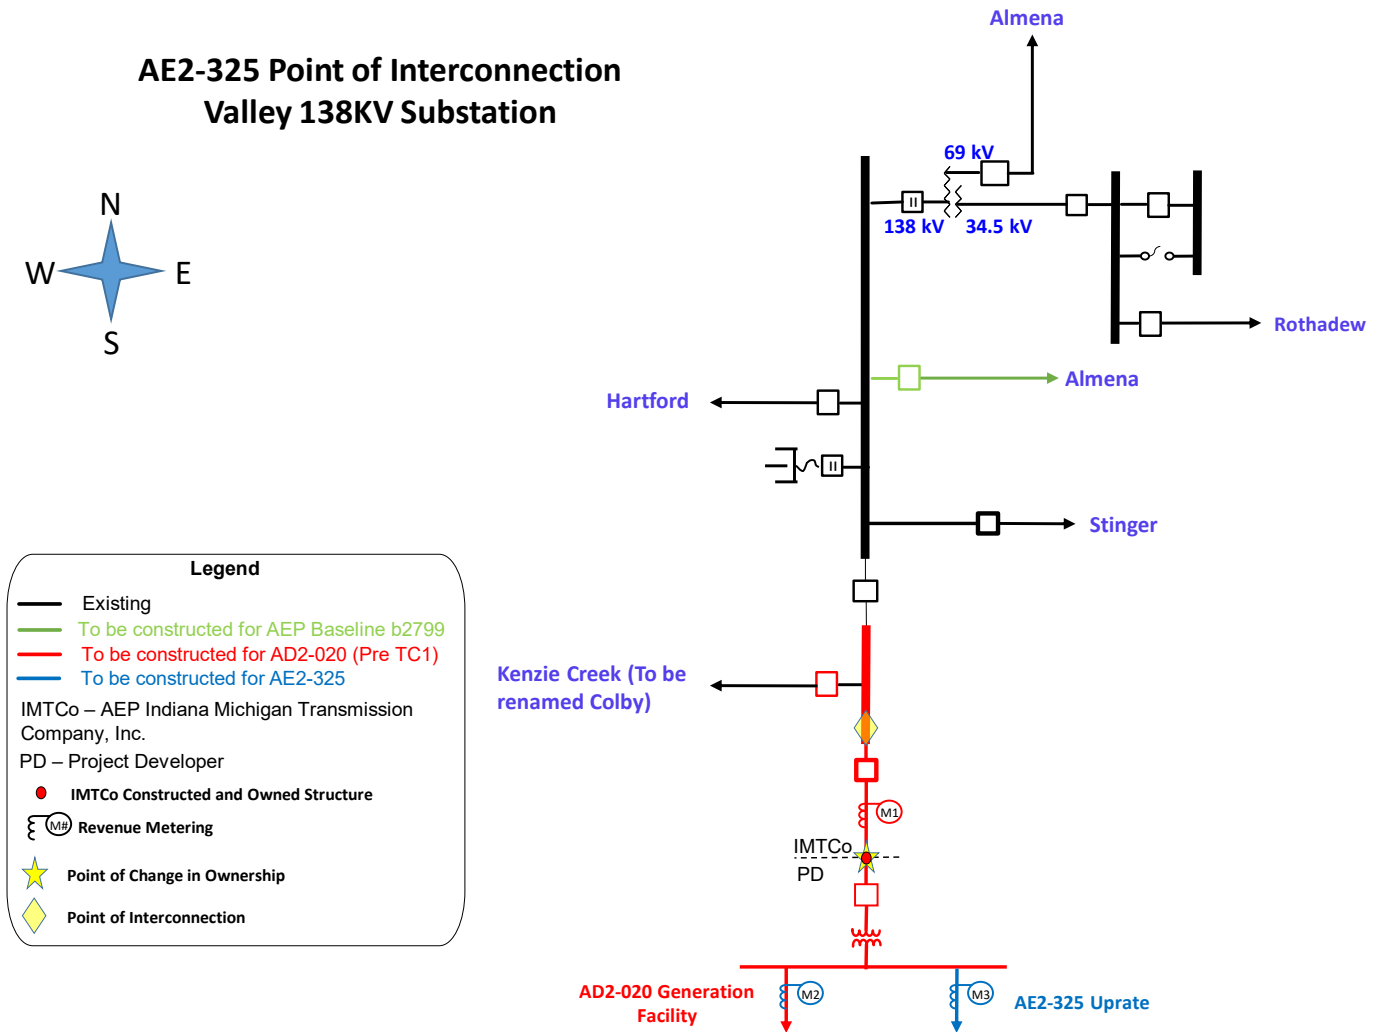 Almena
AE2-325 Point of Interconnection
Valley 138KV Substation
69 kV
N
W
E
S
II
138 kV
34.5 kV
Rothadew
Almena
Hartford
II
Stinger
Legend
Existing
To be constructed for AEP Baseline b2799
To be constructed for AD2-020 (Pre TC1)
To be constructed for AE2-325
IMTCo – AEP Indiana Michigan Transmission
Company, Inc.
PD – Project Developer
IMTCo Constructed and Owned Structure
M#
Revenue Metering
Point of Change in Ownership
Point of Interconnection
Kenzie Creek (To be
renamed Colby)
M1
IMTCo
PD
AD2-020 Generation
Facility
M2
M3
AE2-325 Uprate